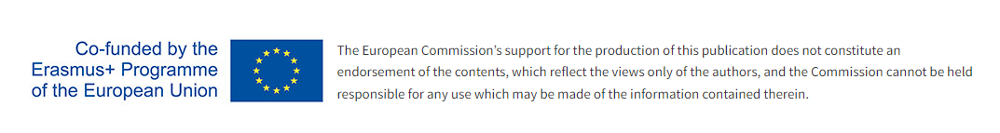 Co-funded by the
Erasmus+ Programme
of the European Union
The European Commission’s support for the production of this publication does not constitute an
endorsement of the contents, which reflect the views only of the authors, and the Commission cannot be held
responsible for any use which may be made of the information contained therein.